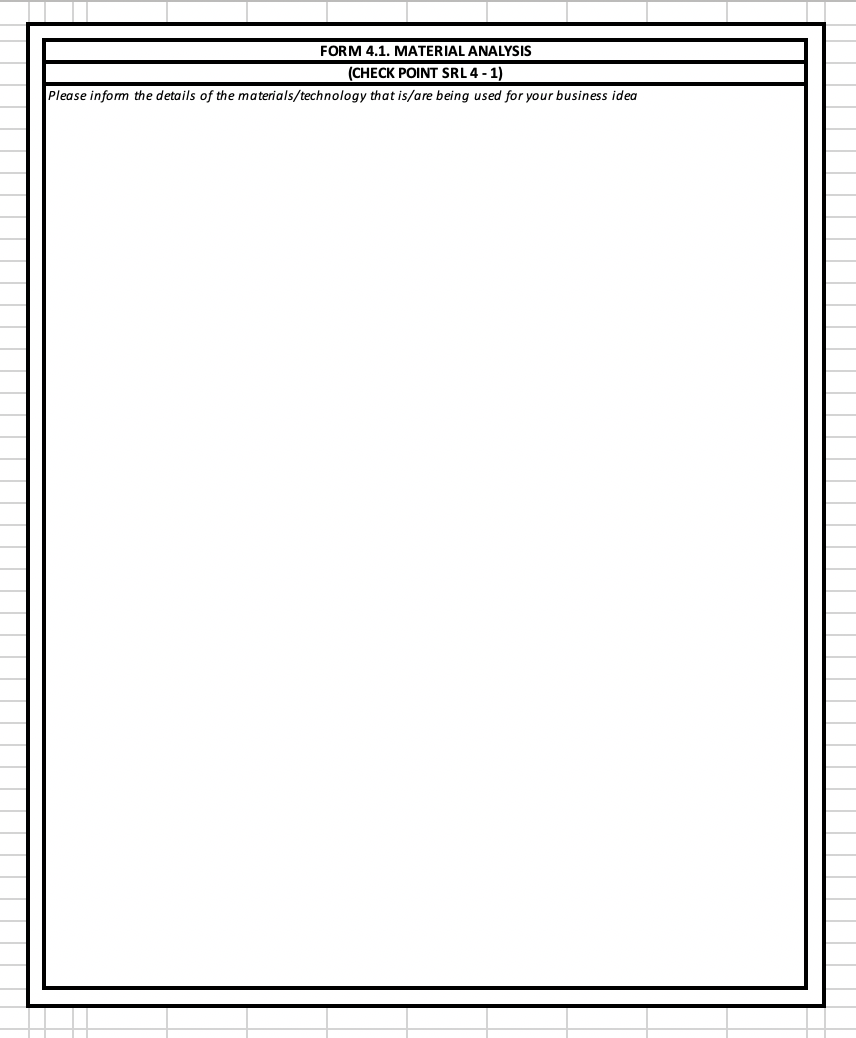 FORM 4.1. MATERIAL ANALYSIS
(CHECK POINT SRL 4 - 1)
Please inform the details of the materials/technology that is/are being used for your business idea